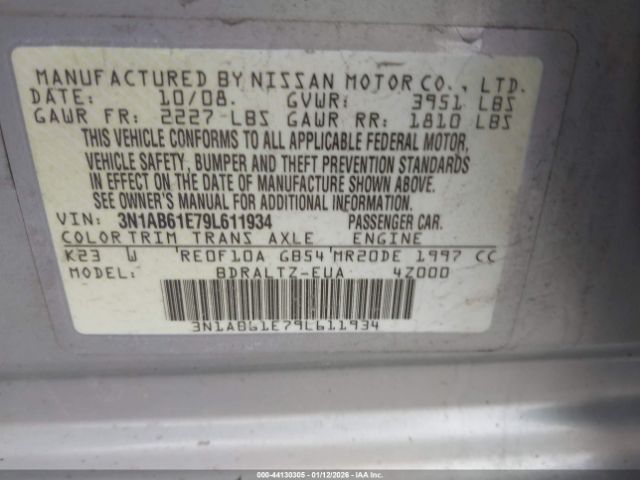 MANUFACTURED BY NISSAN MOTOR CO., LTD.
DATE: 10/08. GVWR: 3951 LBS
GAWR FR: 2227 LBS GAWR RR: 1810 LBS
THIS VEHICLE CONFORMS TO ALL APPLICABLE FEDERAL MOTOR
VEHICLE SAFETY, BUMPER AND THEFT PREVENTION STANDARDS
IN EFFECT ON THE DATE OF MANUFACTURE SHOWN ABOVE.
SEE OWNER'S MANUAL FOR ADDITIONAL INFORMATION.
VIN: 3N1AB61E79L611934 PASSENGER CAR.
COLOR TRIM TRANS AXLE ENGINE
K23 W RE0F10A GB54 MR20DE 1997 CC
MODEL: BDRALTZ-EUA 4Z000
3N1AB61E79L611934
000-44130305 - 01/12/2026 - IAA Inc.